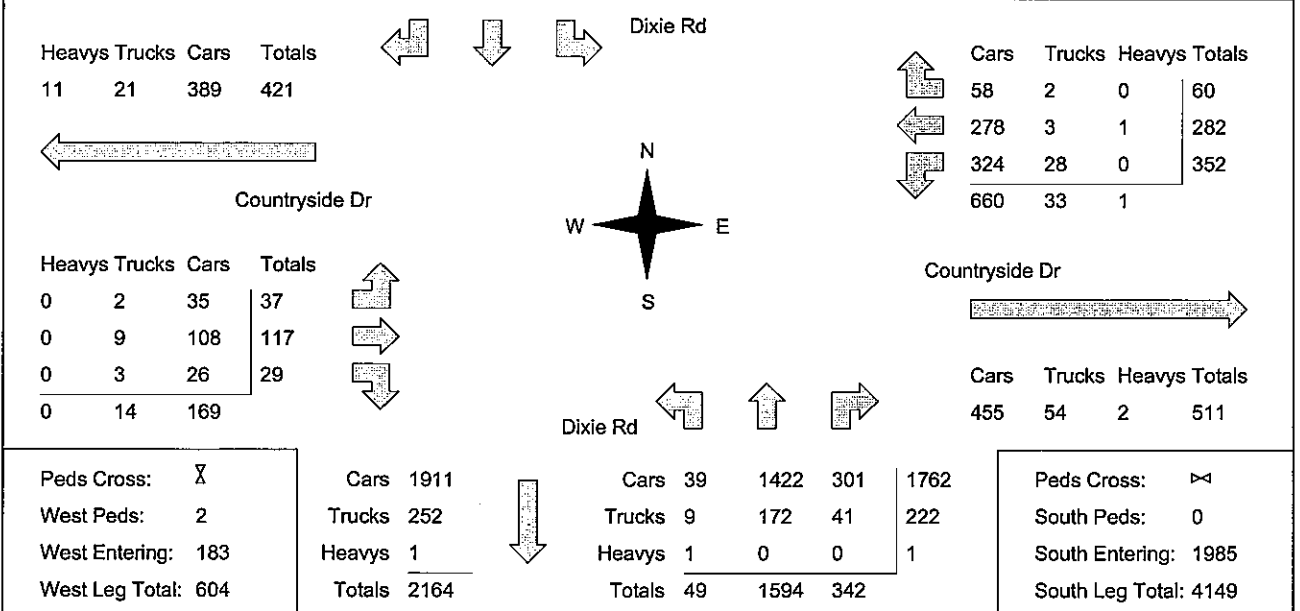 Dixie Rd
Heavys Trucks Cars Totals
11 21 389 421
Cars Trucks Heavys Totals
58 2 0 60
278 3 1 282
324 28 0 352
660 33 1
Countryside Dr
N
W E
S
Heavys Trucks Cars Totals
0 2 35 37
0 9 108 117
0 3 26 29
0 14 169
Countryside Dr
Cars Trucks Heavys Totals
455 54 2 511
Dixie Rd
Peds Cross:
West Peds: 2
West Entering: 183
West Leg Total: 604
Cars 1911
Trucks 252
Heavys 1
Totals 2164
Cars 39 1422 301 1762
Trucks 9 172 41 222
Heavys 1 0 0 1
Totals 49 1594 342
Peds Cross:
South Peds: 0
South Entering: 1985
South Leg Total: 4149